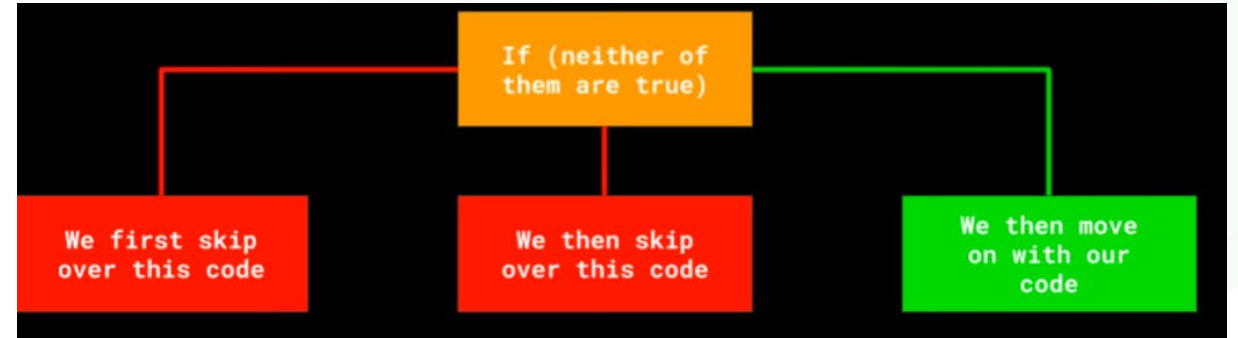 If (neither of
them are true)
We first skip
over this code
We then skip
over this code
We then move
on with our
code